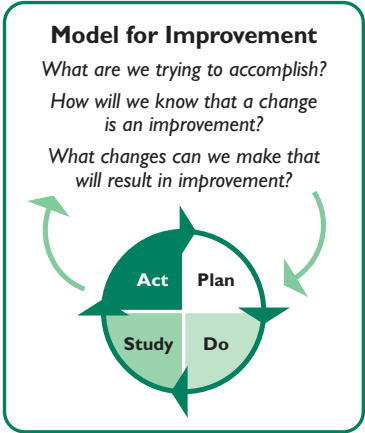 Model for Improvement
What are we trying to accomplish?
How will we know that a change
is an improvement?
What changes can we make that
will result in improvement?
Act
Plan
Study
Do